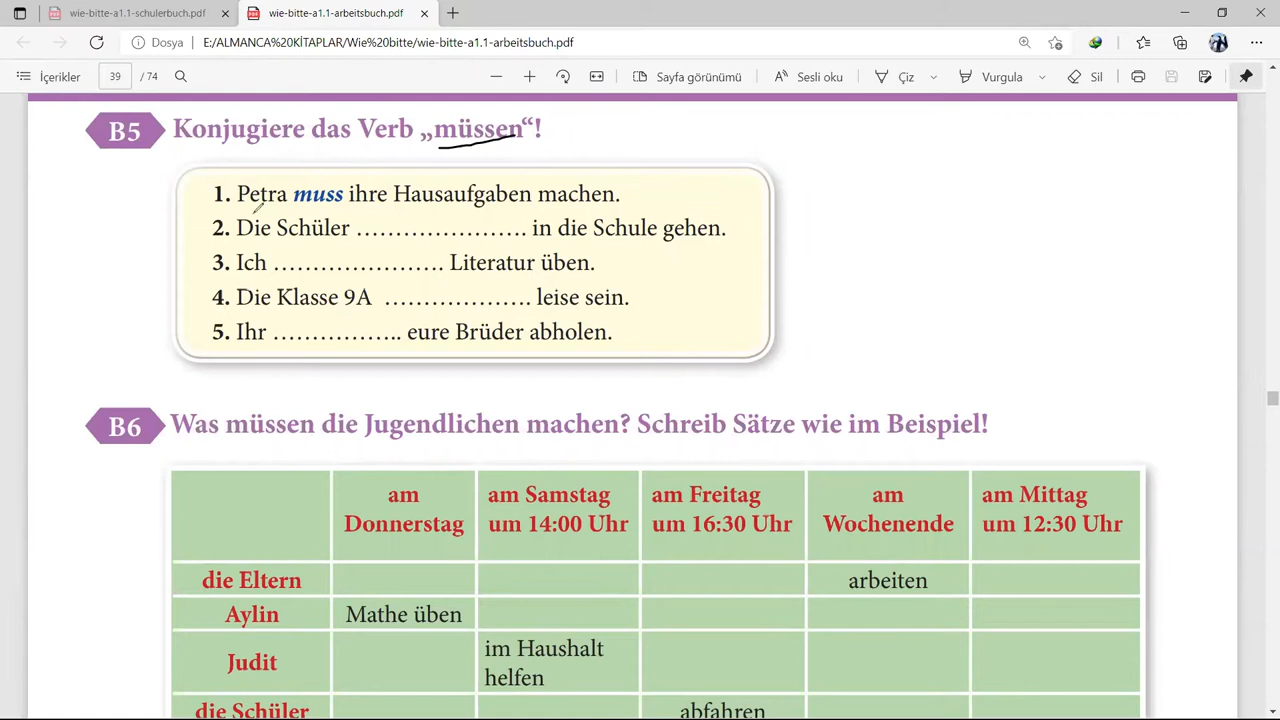 wie-bitte-a1.1-schulerbuch.pdf
wie-bitte-a1.1-arbeitsbuch.pdf
Dosya
E:/ALMANCA%20KİTAPLAR/Wie%20bitte/wie-bitte-a1.1-arbeitsbuch.pdf
İçerikler
39 / 74
Sayfa görünümü
Sesli oku
Çiz
Vurgula
Sil
B5 Konjugiere das Verb „müssen“!
1. Petra muss ihre Hausaufgaben machen.
2. Die Schüler ………………… in die Schule gehen.
3. Ich ………………… Literatur üben.
4. Die Klasse 9A ………………. leise sein.
5. Ihr …………….. eure Brüder abholen.
B6 Was müssen die Jugendlichen machen? Schreib Sätze wie im Beispiel!
am Donnerstag
am Samstag um 14:00 Uhr
am Freitag um 16:30 Uhr
am Wochenende
am Mittag um 12:30 Uhr
die Eltern arbeiten
Aylin Mathe üben
Judit im Haushalt helfen
die Schüler abfahren